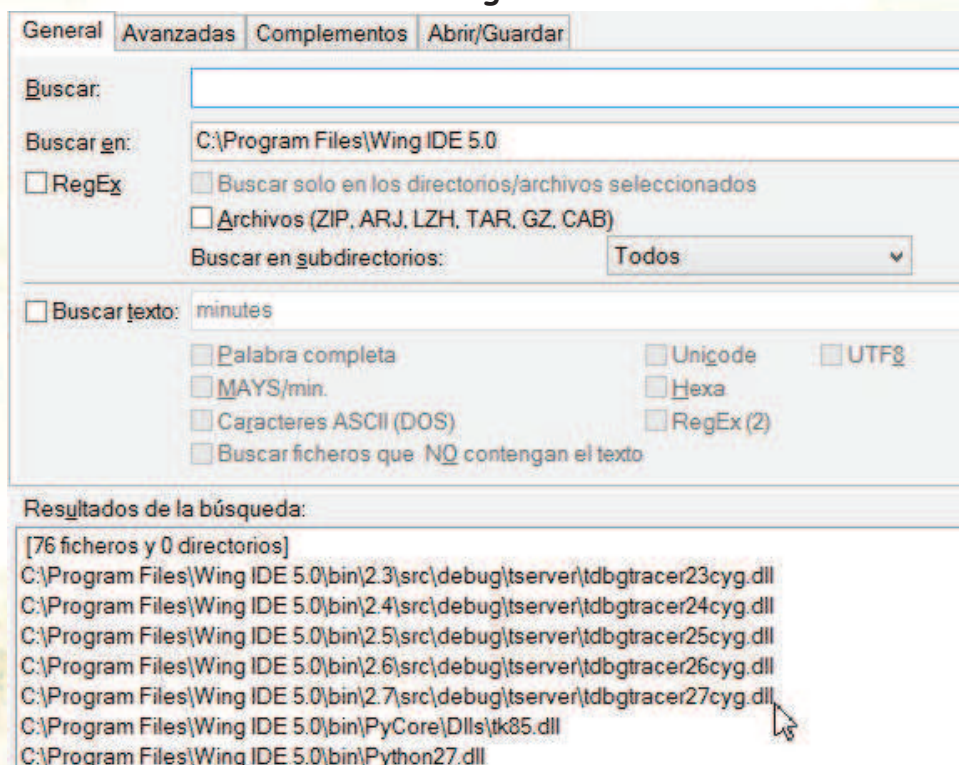 General Avanzadas Complementos Abrir/Guardar
Buscar:
Buscar en: C:\Program Files\Wing IDE 5.0
RegEx Buscar solo en los directorios/archivos seleccionados
Archivos (ZIP, ARJ, LZH, TAR, GZ, CAB)
Buscar en subdirectorios: Todos
Buscar texto: minutes
Palabra completa Unicode UTF8
MAYS/min. Hexa
Caracteres ASCII (DOS) RegEx (2)
Buscar ficheros que NO contengan el texto
Resultados de la búsqueda:
[76 ficheros y 0 directorios]
C:\Program Files\Wing IDE 5.0\bin\2.3\src\debug\tserver\tdbgtracer23cyg.dll
C:\Program Files\Wing IDE 5.0\bin\2.4\src\debug\tserver\tdbgtracer24cyg.dll
C:\Program Files\Wing IDE 5.0\bin\2.5\src\debug\tserver\tdbgtracer25cyg.dll
C:\Program Files\Wing IDE 5.0\bin\2.6\src\debug\tserver\tdbgtracer26cyg.dll
C:\Program Files\Wing IDE 5.0\bin\2.7\src\debug\tserver\tdbgtracer27cyg.dll
C:\Program Files\Wing IDE 5.0\bin\PyCore\Dlls\tk85.dll
C:\Program Files\Wing IDE 5.0\bin\Python27.dll